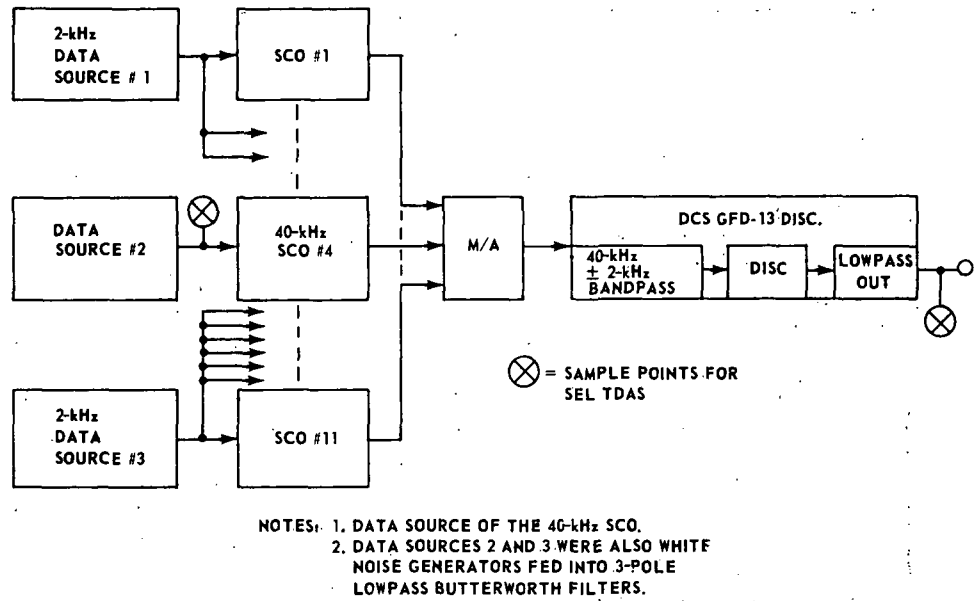 2-kHz
DATA
SOURCE # 1
SCO #1
DATA
SOURCE #2
40-kHz
SCO #4
M/A
DCS GFD-13 DISC.
40-kHz
± 2-kHz
BANDPASS
DISC
LOWPASS
OUT
2-kHz
DATA
SOURCE #3
SCO #11
= SAMPLE POINTS FOR
SEL TDAS
NOTES: 1. DATA SOURCE OF THE 40-kHz SCO.
2. DATA SOURCES 2 AND 3 WERE ALSO WHITE
NOISE GENERATORS FED INTO 3-POLE
LOWPASS BUTTERWORTH FILTERS.